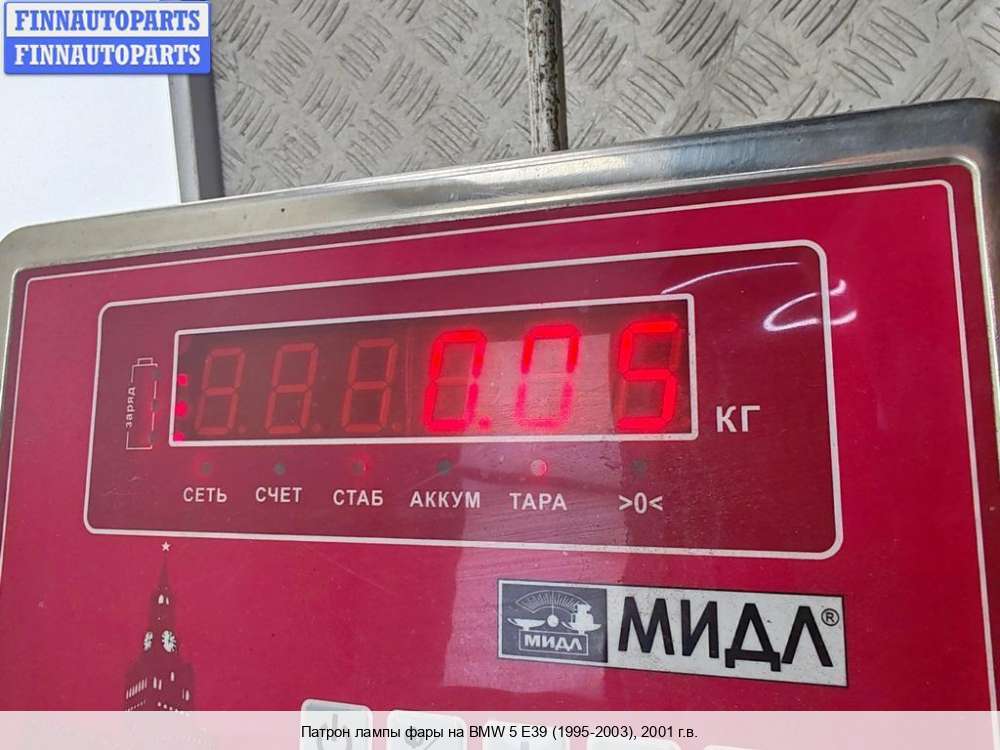 FINNAUTOPARTS
FINNAUTOPARTS
заряд
0.05
КГ
СЕТЬ СЧЕТ СТАБ АККУМ ТАРА >0<
МИДЛ
МИДЛ®
Патрон лампы фары на BMW 5 E39 (1995-2003), 2001 г.в.